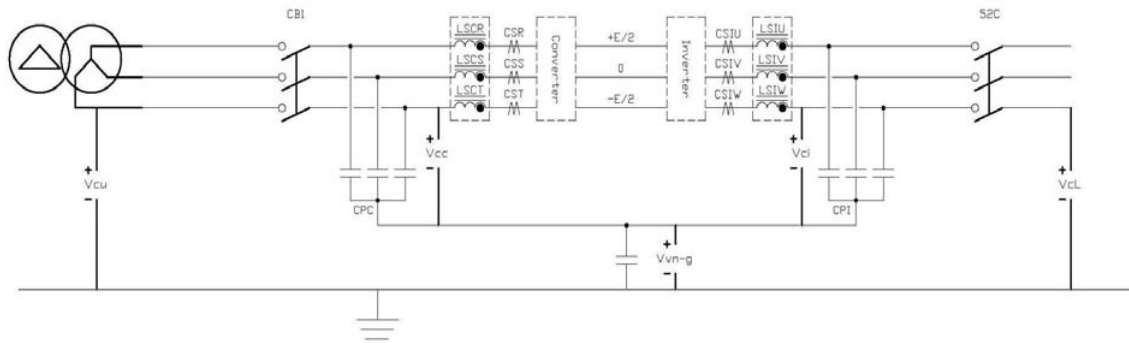 CB1
LSCR
CSR
+E/2
CSIU
LSIU
52C
LSCS
CSS
0
CSIV
LSIV
LSCT
CST
-E/2
CSIW
LSIW
Converter
Inverter
+
Vcu
-
+
Vcc
-
+
Vci
-
+
VcL
-
CPC
CPI
+
Vvn-g
-